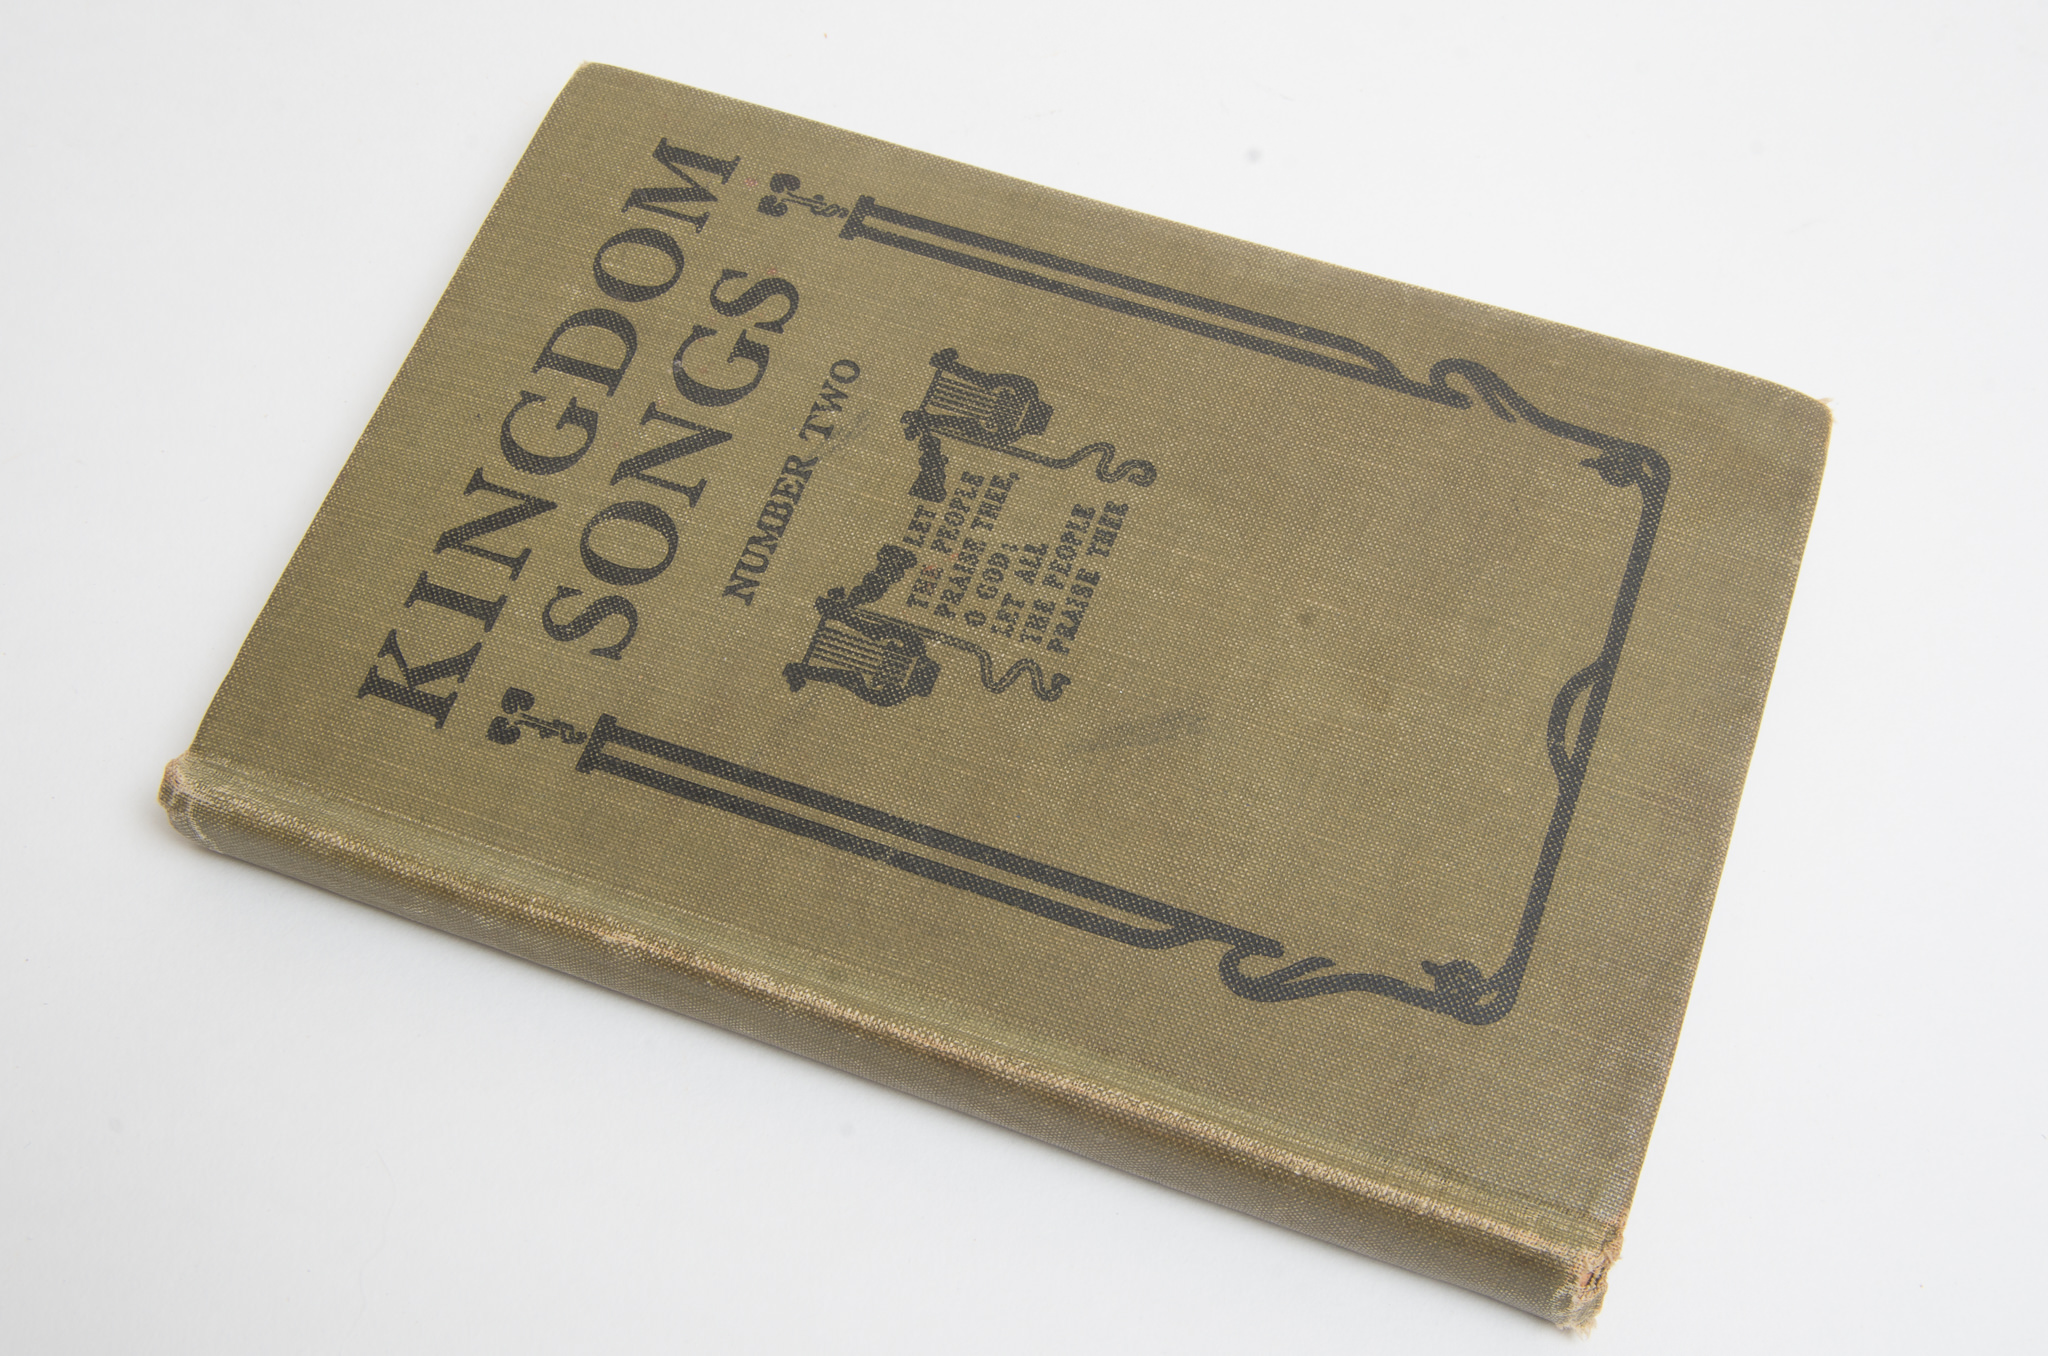 KINGDOM
SONGS
NUMBER TWO
LET
THE PEOPLE
PRAISE THEE,
O GOD;
LET ALL
THE PEOPLE
PRAISE THEE